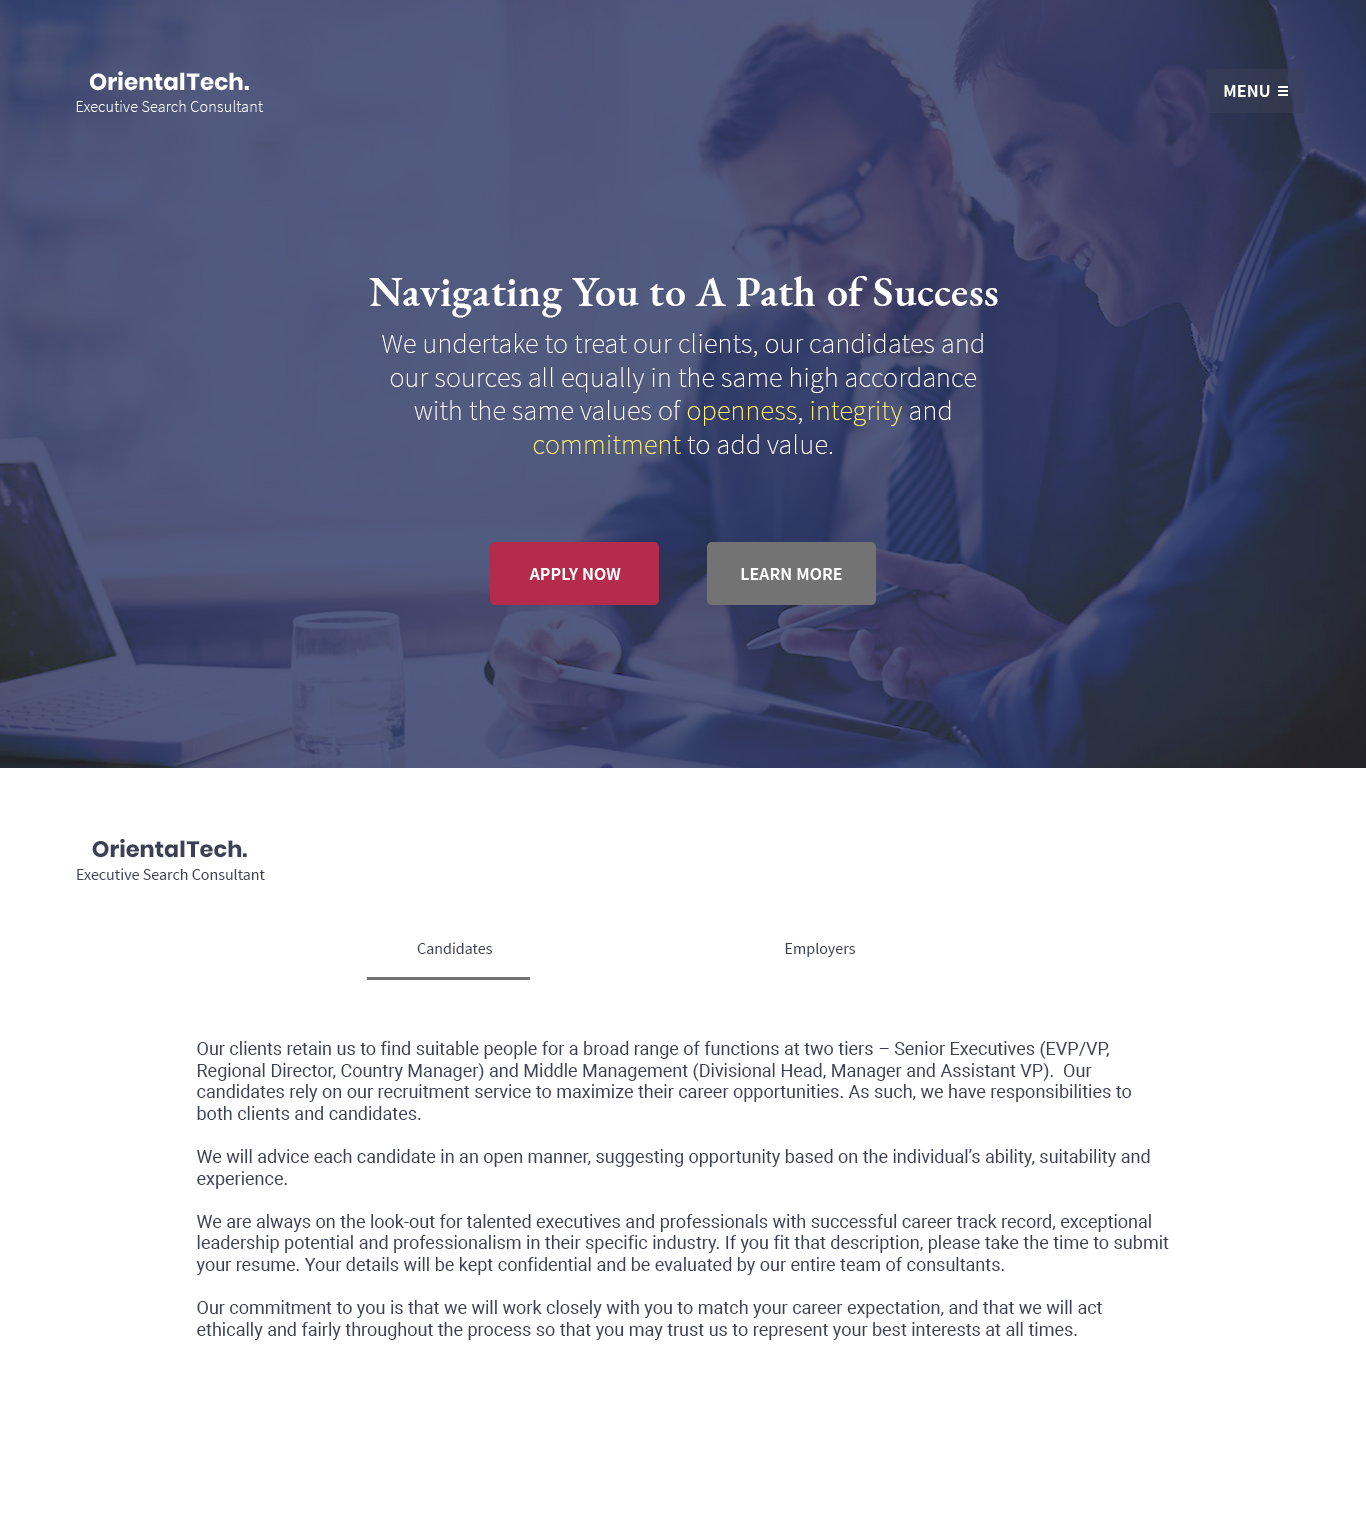 OrientalTech.
Executive Search Consultant
MENU
Navigating You to A Path of Success
We undertake to treat our clients, our candidates and
our sources all equally in the same high accordance
with the same values of openness, integrity and
commitment to add value.
APPLY NOW
LEARN MORE
OrientalTech.
Executive Search Consultant
Candidates
Employers
Our clients retain us to find suitable people for a broad range of functions at two tiers – Senior Executives (EVP/VP,
Regional Director, Country Manager) and Middle Management (Divisional Head, Manager and Assistant VP).  Our
candidates rely on our recruitment service to maximize their career opportunities. As such, we have responsibilities to
both clients and candidates.
We will advice each candidate in an open manner, suggesting opportunity based on the individual’s ability, suitability and
experience.
We are always on the look-out for talented executives and professionals with successful career track record, exceptional
leadership potential and professionalism in their specific industry. If you fit that description, please take the time to submit
your resume. Your details will be kept confidential and be evaluated by our entire team of consultants.
Our commitment to you is that we will work closely with you to match your career expectation, and that we will act
ethically and fairly throughout the process so that you may trust us to represent your best interests at all times.